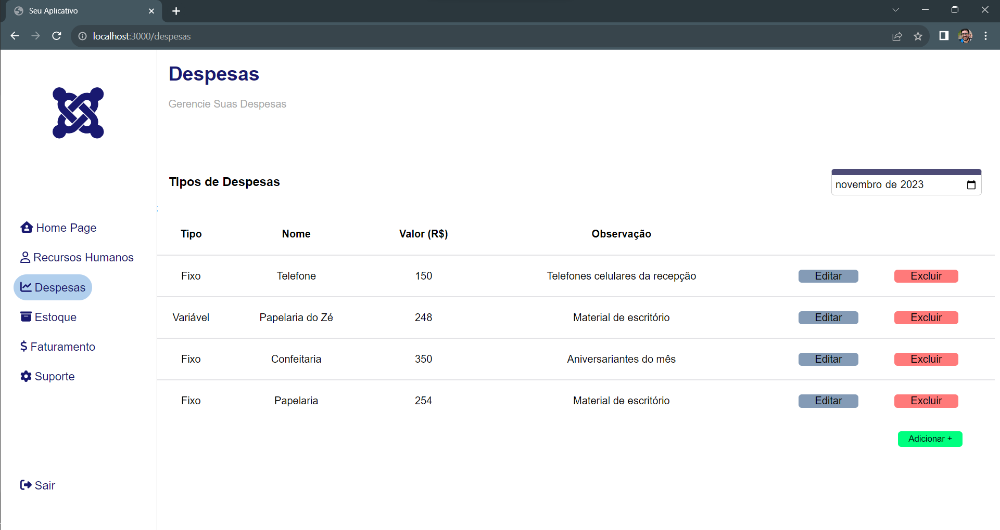 Seu Aplicativo
localhost:3000/despesas
Despesas
Gerencie Suas Despesas
Tipos de Despesas
novembro de 2023
Home Page
Recursos Humanos
Despesas
Estoque
Faturamento
Suporte
Sair
Tipo Nome Valor (R$) Observação
Fixo Telefone 150 Telefones celulares da recepção Editar Excluir
Variável Papelaria do Zé 248 Material de escritório Editar Excluir
Fixo Confeitaria 350 Aniversariantes do mês Editar Excluir
Fixo Papelaria 254 Material de escritório Editar Excluir
Adicionar +